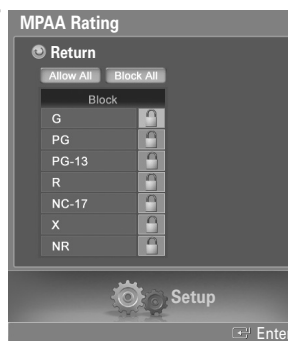 MPAA Rating
Return
Allow All Block All
Block
G
PG
PG-13
R
NC-17
X
NR
Setup
Enter